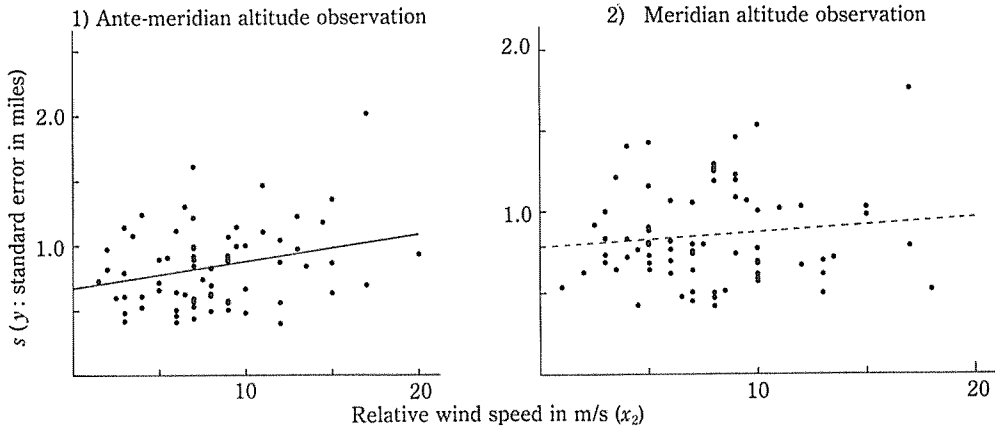 1) Ante-meridian altitude observation
2) Meridian altitude observation
s (y : standard error in miles)
2.0
1.0
10
20
2.0
1.0
10
20
Relative wind speed in m/s (x₂)